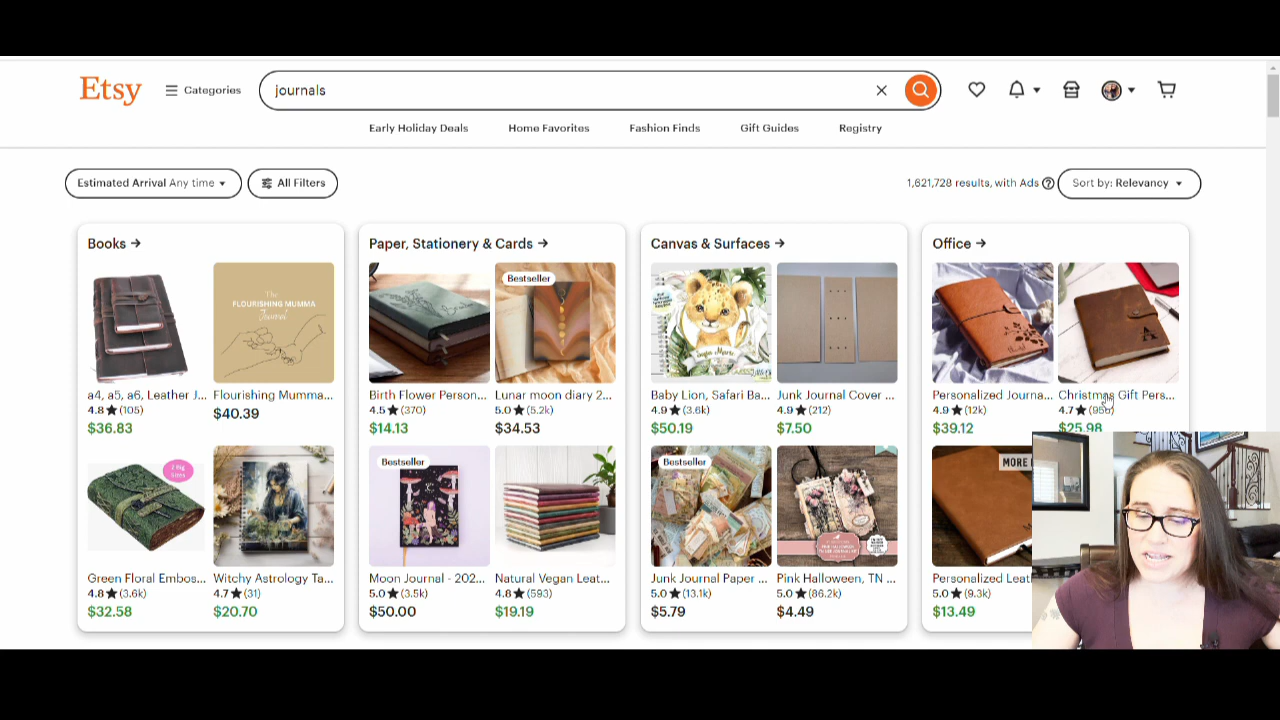 Etsy
Categories
journals
Early Holiday Deals
Home Favorites
Fashion Finds
Gift Guides
Registry
Estimated Arrival Any time
All Filters
1,621,728 results, with Ads
Sort by: Relevancy
Books →
Paper, Stationery & Cards →
Canvas & Surfaces →
Office →
The
FLOURISHING MUMMA
Journal
Bestseller
a4, a5, a6, Leather J...
4.8 ★ (105)
$36.83
Flourishing Mumma...
$40.39
Birth Flower Person...
4.5 ★ (370)
$14.13
Lunar moon diary 2...
5.0 ★ (5.2k)
$34.53
Baby Lion, Safari Ba...
4.9 ★ (3.6k)
$50.19
Junk Journal Cover ...
4.9 ★ (212)
$7.50
Personalized Journa...
4.9 ★ (12k)
$39.12
A
Christmas Gift Pers...
4.7 ★
$25.98
2 Big
Sizes
Bestseller
Bestseller
MORE
Green Floral Embos...
4.8 ★ (3.6k)
$32.58
Witchy Astrology Ta...
4.7 ★ (31)
$20.70
Moon Journal - 202...
5.0 ★ (3.5k)
$50.00
Natural Vegan Leat...
4.8 ★ (593)
$19.19
Junk Journal Paper ...
5.0 ★ (13.1k)
$5.79
Pink Halloween, TN ...
5.0 ★ (86.2k)
$4.49
Personalized Leat
5.0 ★ (9.3k)
$13.49